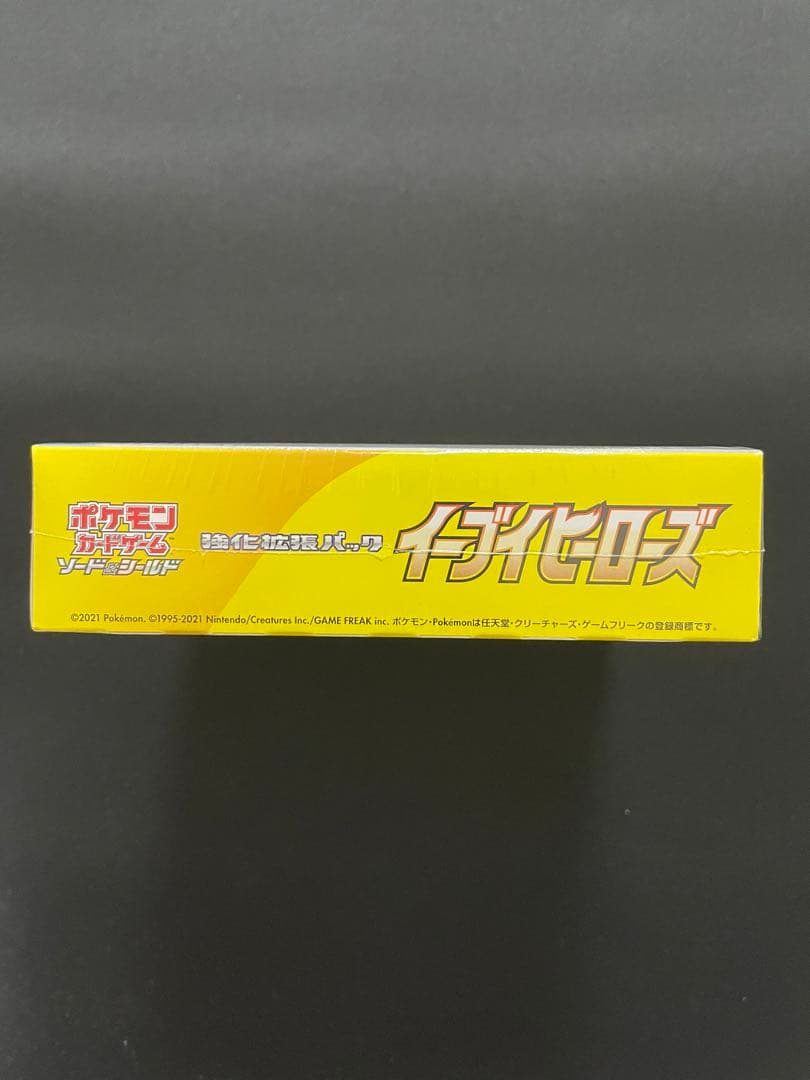 ポケモン
カードゲーム™
ソード&シールド
強化拡張パック
イーブイヒーローズ
©2021 Pokémon. ©1995-2021 Nintendo/Creatures Inc./GAME FREAK inc. ポケモン・Pokémonは任天堂・クリーチャーズ・ゲームフリークの登録商標です。